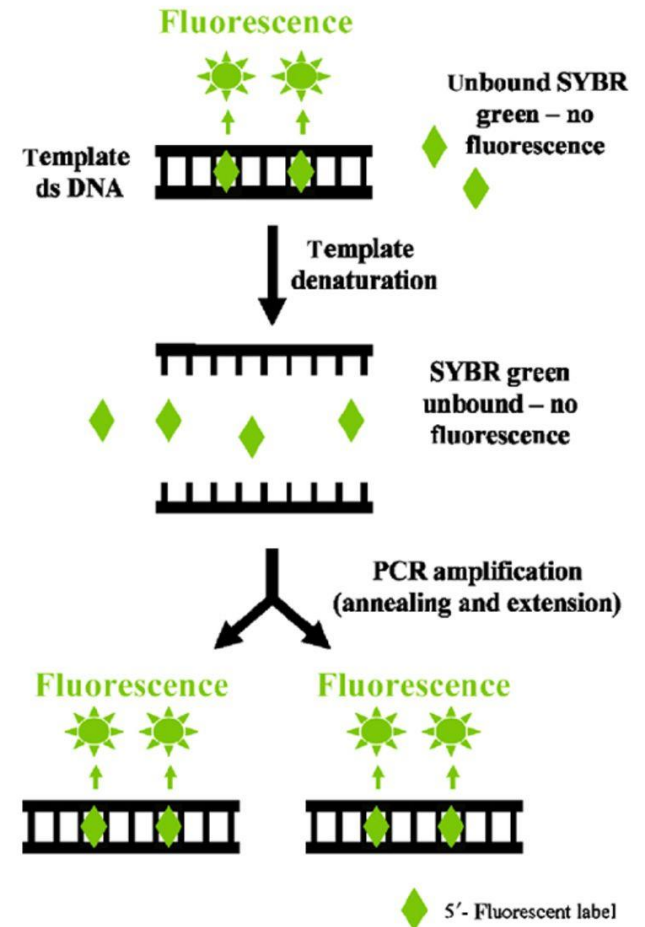 Fluorescence
Unbound SYBR
green – no
fluorescence
Template
ds DNA
Template
denaturation
SYBR green
unbound – no
fluorescence
PCR amplification
(annealing and extension)
Fluorescence
Fluorescence
5′- Fluorescent label